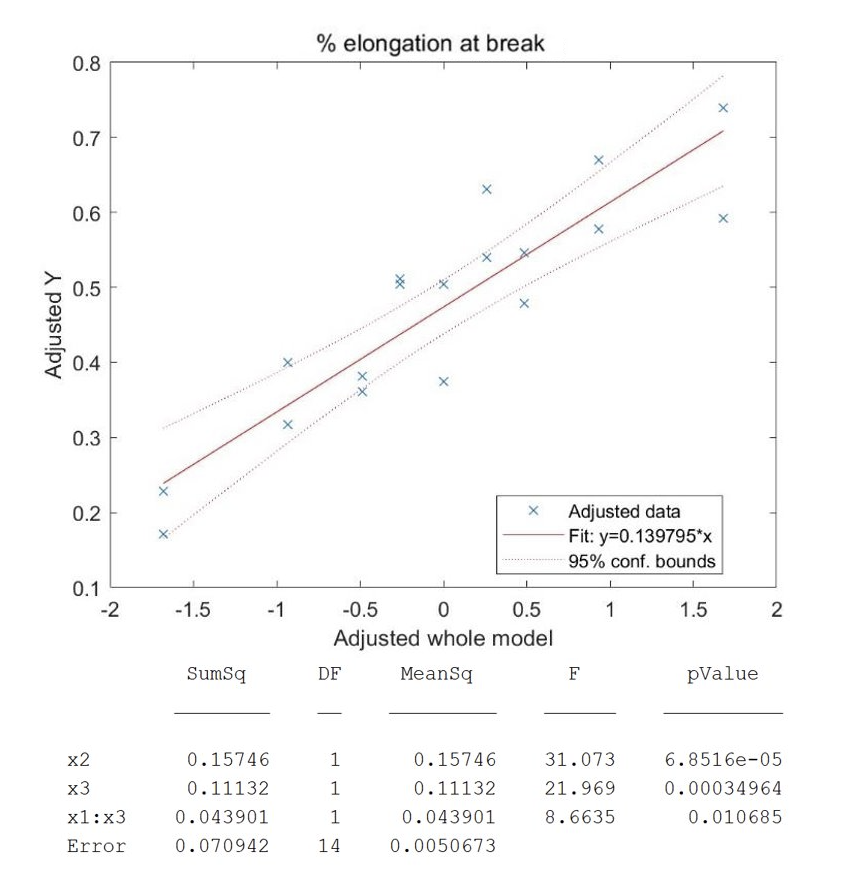 % elongation at break
0.8
0.7
0.6
0.5
0.4
0.3
0.2
0.1
Adjusted Y
Adjusted data
Fit: y=0.139795*x
95% conf. bounds
-2 -1.5 -1 -0.5 0 0.5 1 1.5 2
Adjusted whole model
SumSq DF MeanSq F pValue
x2 0.15746 1 0.15746 31.073 6.8516e-05
x3 0.11132 1 0.11132 21.969 0.00034964
x1:x3 0.043901 1 0.043901 8.6635 0.010685
Error 0.070942 14 0.0050673